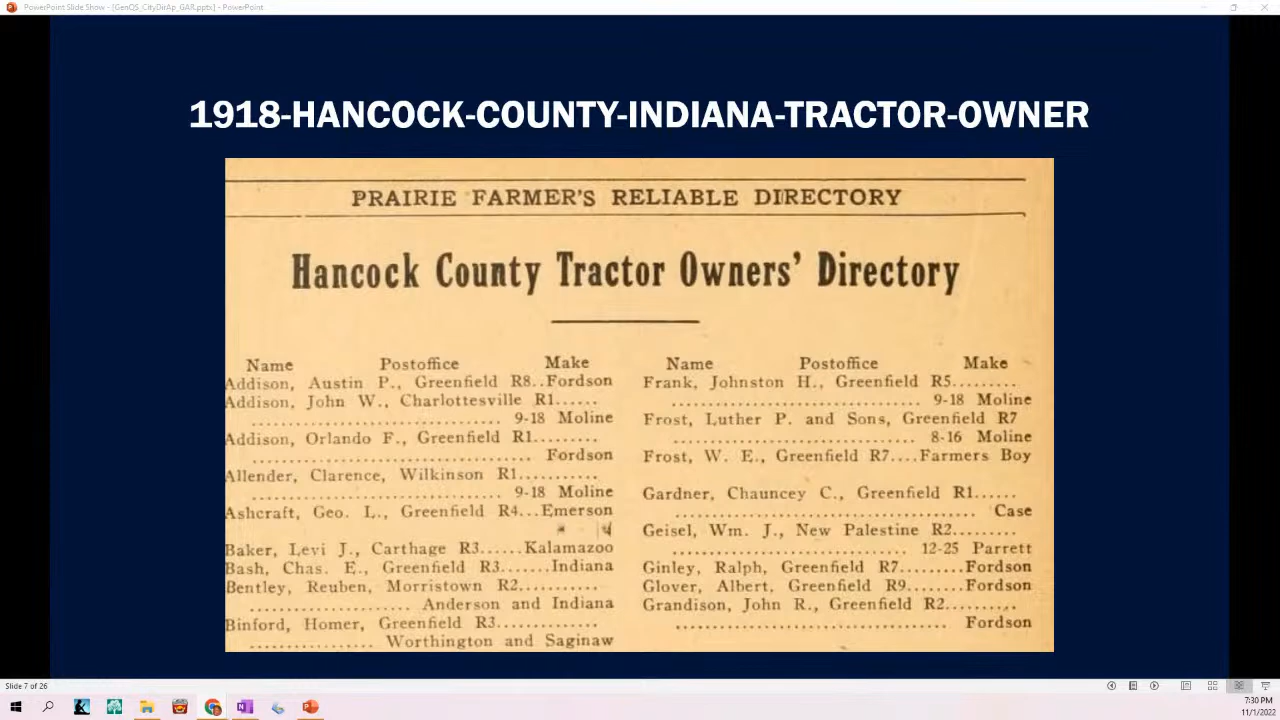 PowerPoint Slide Show - [GenQS_CityDirAp_GAR.pptx] - PowerPoint
1918-HANCOCK-COUNTY-INDIANA-TRACTOR-OWNER
PRAIRIE FARMER'S RELIABLE DIRECTORY
Hancock County Tractor Owners' Directory
Name Postoffice Make
Addison, Austin P., Greenfield R8..Fordson
Addison, John W., Charlottesville R1......
.................................. 9-18 Moline
Addison, Orlando F., Greenfield R1.........
...................................... Fordson
Allender, Clarence, Wilkinson R1...........
.................................. 9-18 Moline
Ashcraft, Geo. L., Greenfield R4...Emerson
Baker, Levi J., Carthage R3......Kalamazoo
Bash, Chas. E., Greenfield R3.......Indiana
Bentley, Reuben, Morristown R2...........
...................... Anderson and Indiana
Binford, Homer, Greenfield R3.............
................. Worthington and Saginaw
Name Postoffice Make
Frank, Johnston H., Greenfield R5.........
.................................. 9-18 Moline
Frost, Luther P. and Sons, Greenfield R7
.................................. 8-16 Moline
Frost, W. E., Greenfield R7....Farmers Boy
Gardner, Chauncey C., Greenfield R1......
......................................... Case
Geisel, Wm. J., New Palestine R2..........
................................ 12-25 Parrett
Ginley, Ralph, Greenfield R7.........Fordson
Glover, Albert, Greenfield R9........Fordson
Grandison, John R., Greenfield R2..........
..................................... Fordson
Slide 7 of 26
7:30 PM
11/1/2022